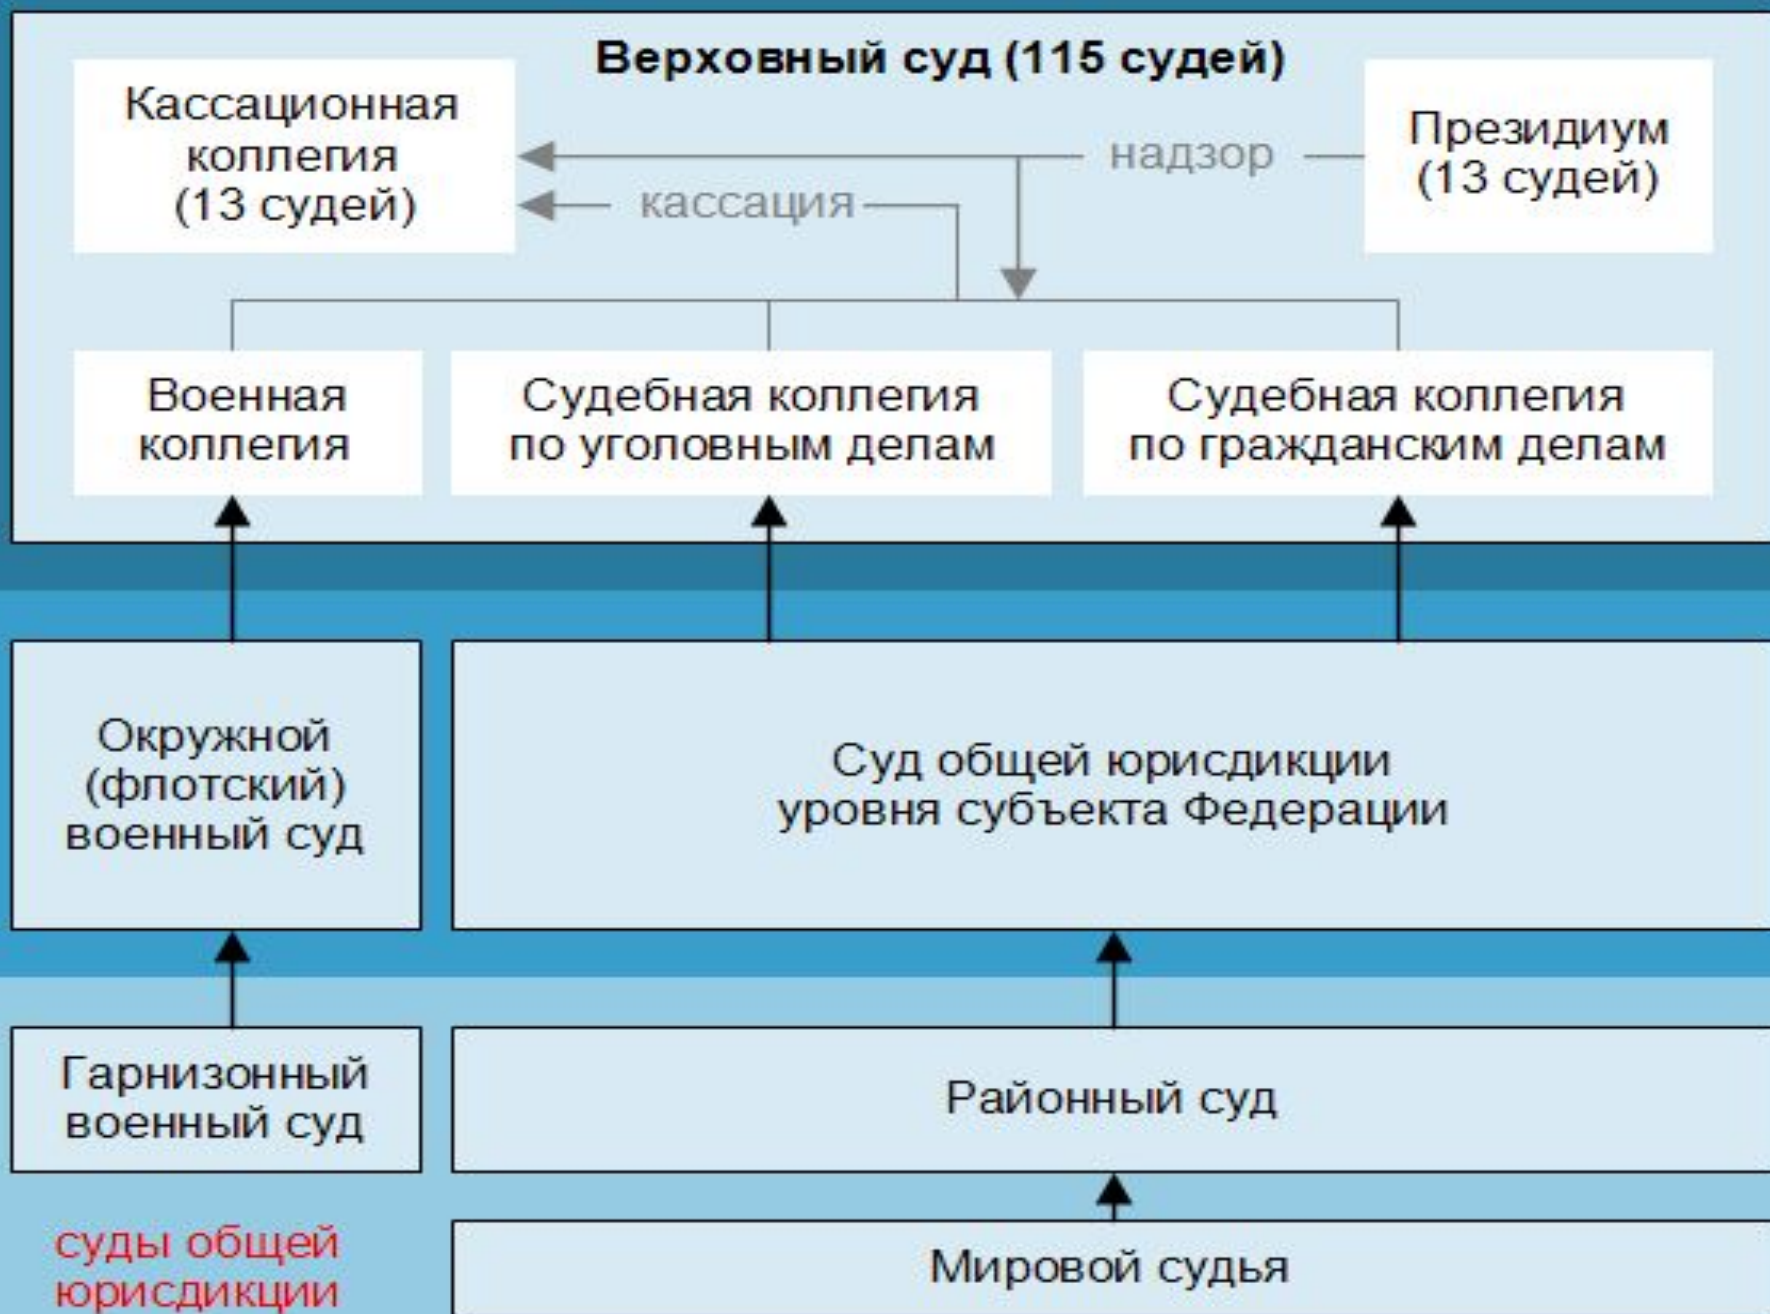 Верховный суд (115 судей)
Кассационная
коллегия
(13 судей)
надзор
кассация
Президиум
(13 судей)
Военная
коллегия
Судебная коллегия
по уголовным делам
Судебная коллегия
по гражданским делам
Окружной
(флотский)
военный суд
Суд общей юрисдикции
уровня субъекта Федерации
Гарнизонный
военный суд
Районный суд
суды общей
юрисдикции
Мировой судья